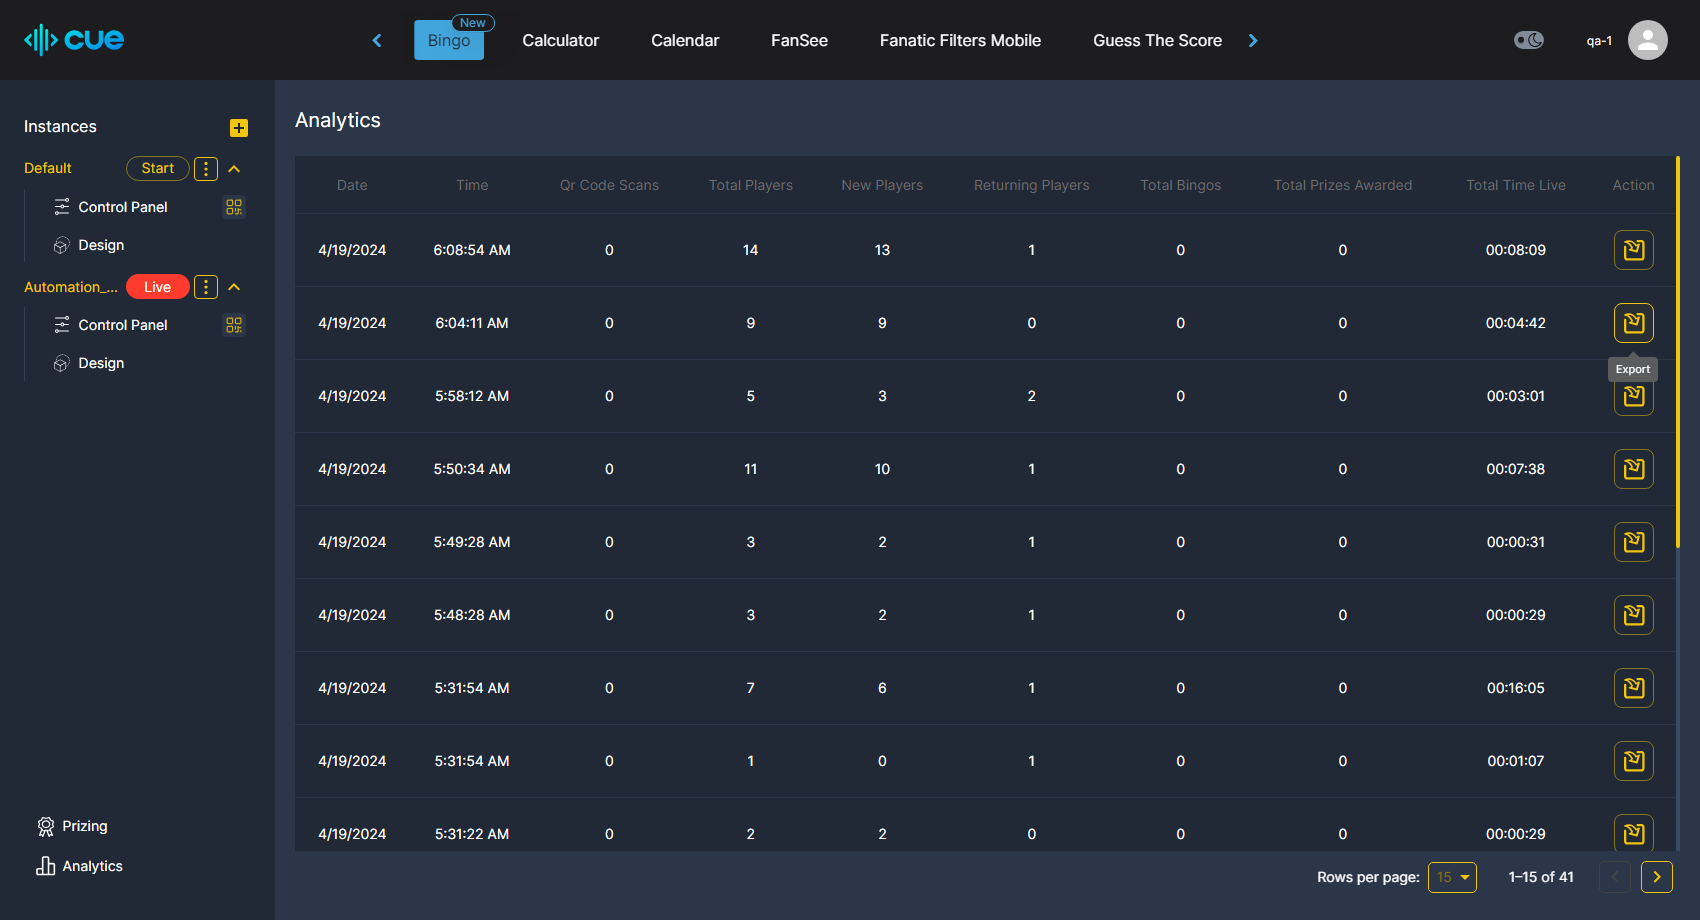 cue
Bingo
New
Calculator
Calendar
FanSee
Fanatic Filters Mobile
Guess The Score
qa-1
Instances
Default
Start
Control Panel
Design
Automation_...
Live
Control Panel
Design
Prizing
Analytics
Analytics
Date Time Qr Code Scans Total Players New Players Returning Players Total Bingos Total Prizes Awarded Total Time Live Action
4/19/2024 6:08:54 AM 0 14 13 1 0 0 00:08:09
4/19/2024 6:04:11 AM 0 9 9 0 0 0 00:04:42
Export
4/19/2024 5:58:12 AM 0 5 3 2 0 0 00:03:01
4/19/2024 5:50:34 AM 0 11 10 1 0 0 00:07:38
4/19/2024 5:49:28 AM 0 3 2 1 0 0 00:00:31
4/19/2024 5:48:28 AM 0 3 2 1 0 0 00:00:29
4/19/2024 5:31:54 AM 0 7 6 1 0 0 00:16:05
4/19/2024 5:31:54 AM 0 1 0 1 0 0 00:01:07
4/19/2024 5:31:22 AM 0 2 2 0 0 0 00:00:29
Rows per page: 15 1–15 of 41